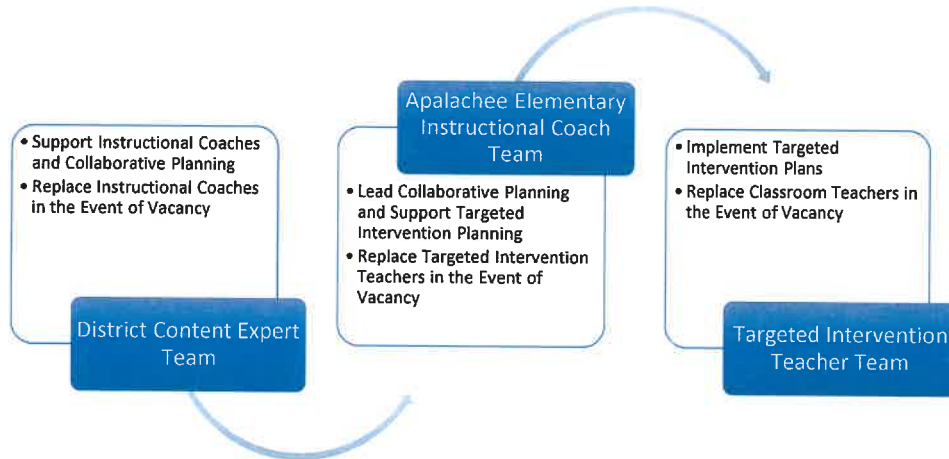 • Support Instructional Coaches
and Collaborative Planning
• Replace Instructional Coaches
in the Event of Vacancy
District Content Expert
Team
Apalachee Elementary
Instructional Coach
Team
• Lead Collaborative Planning
and Support Targeted
Intervention Planning
• Replace Targeted Intervention
Teachers in the Event of
Vacancy
• Implement Targeted
Intervention Plans
• Replace Classroom Teachers in
the Event of Vacancy
Targeted Intervention
Teacher Team